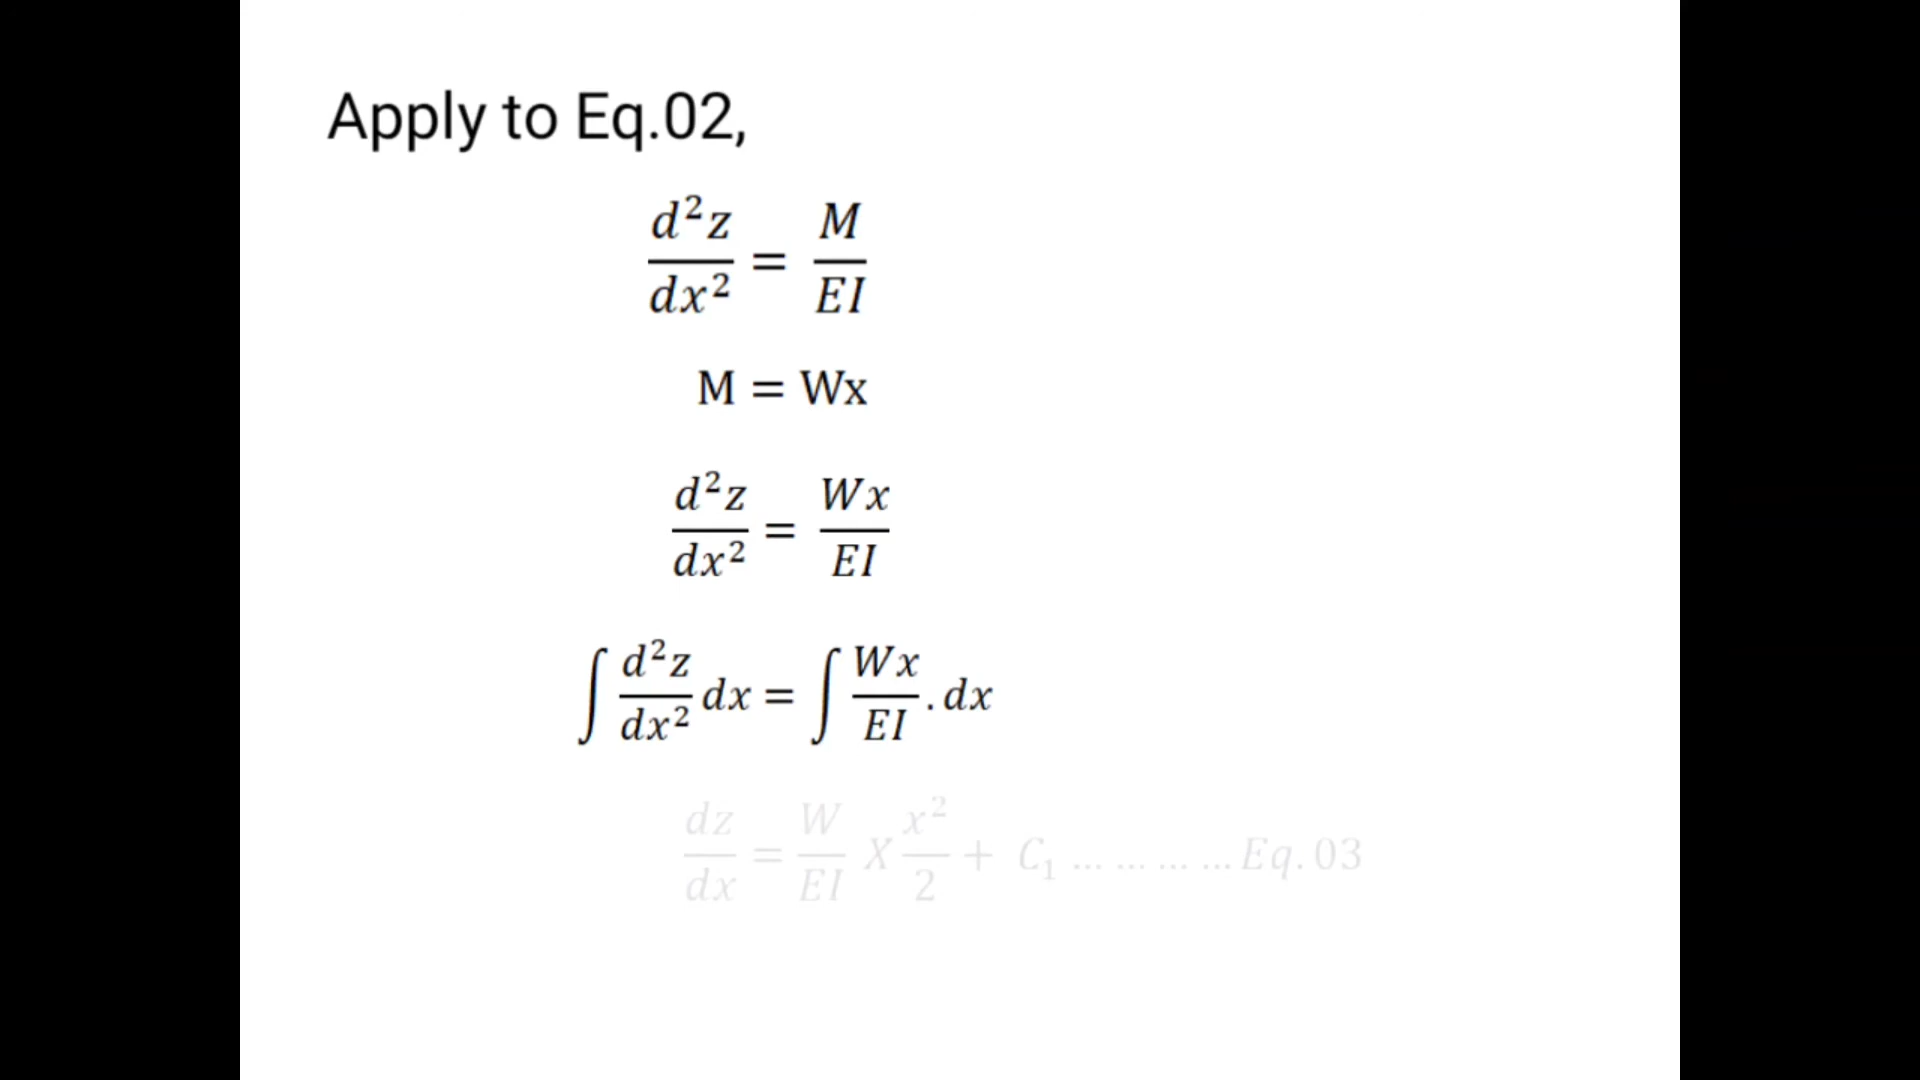 Apply to Eq.02,
d²z/dx² = M/EI
M = Wx
d²z/dx² = Wx/EI
∫ d²z/dx² dx = ∫ Wx/EI . dx
dz/dx = W/EI X x²/2 + C₁ ... ... ... ... Eq. 03